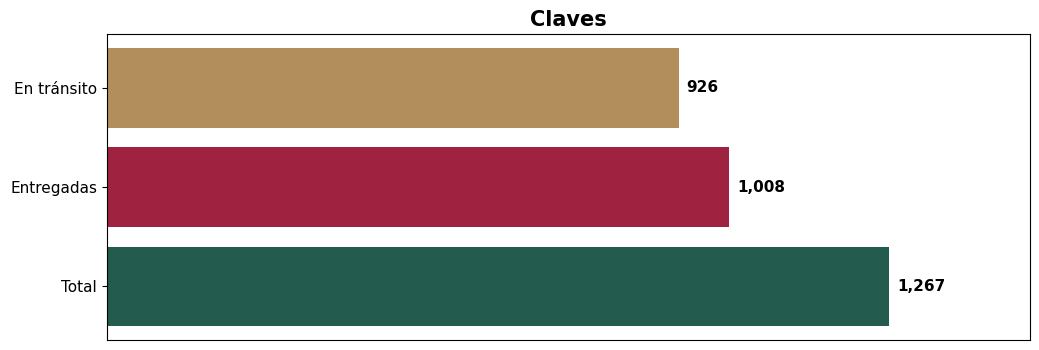 Claves
En tránsito 926
Entregadas 1,008
Total 1,267